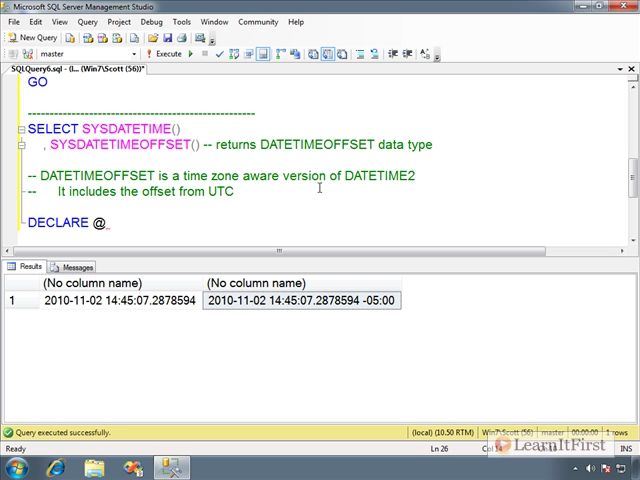 Microsoft SQL Server Management Studio
File Edit View Query Project Debug Tools Window Community Help
New Query
master Execute
SQLQuery6.sql - (l... (Win7\Scott (56))*
GO
----------------------------------------------------
SELECT SYSDATETIME()
, SYSDATETIMEOFFSET() -- returns DATETIMEOFFSET data type
-- DATETIMEOFFSET is a time zone aware version of DATETIME2
-- It includes the offset from UTC
DECLARE @
Results Messages
(No column name) (No column name)
1 2010-11-02 14:45:07.2878594 2010-11-02 14:45:07.2878594 -05:00
Query executed successfully. (local) (10.50 RTM) Win7\Scott (56) master 00:00:00 1 rows
LearnItFirst
Ready Ln 26 Col 14 INS